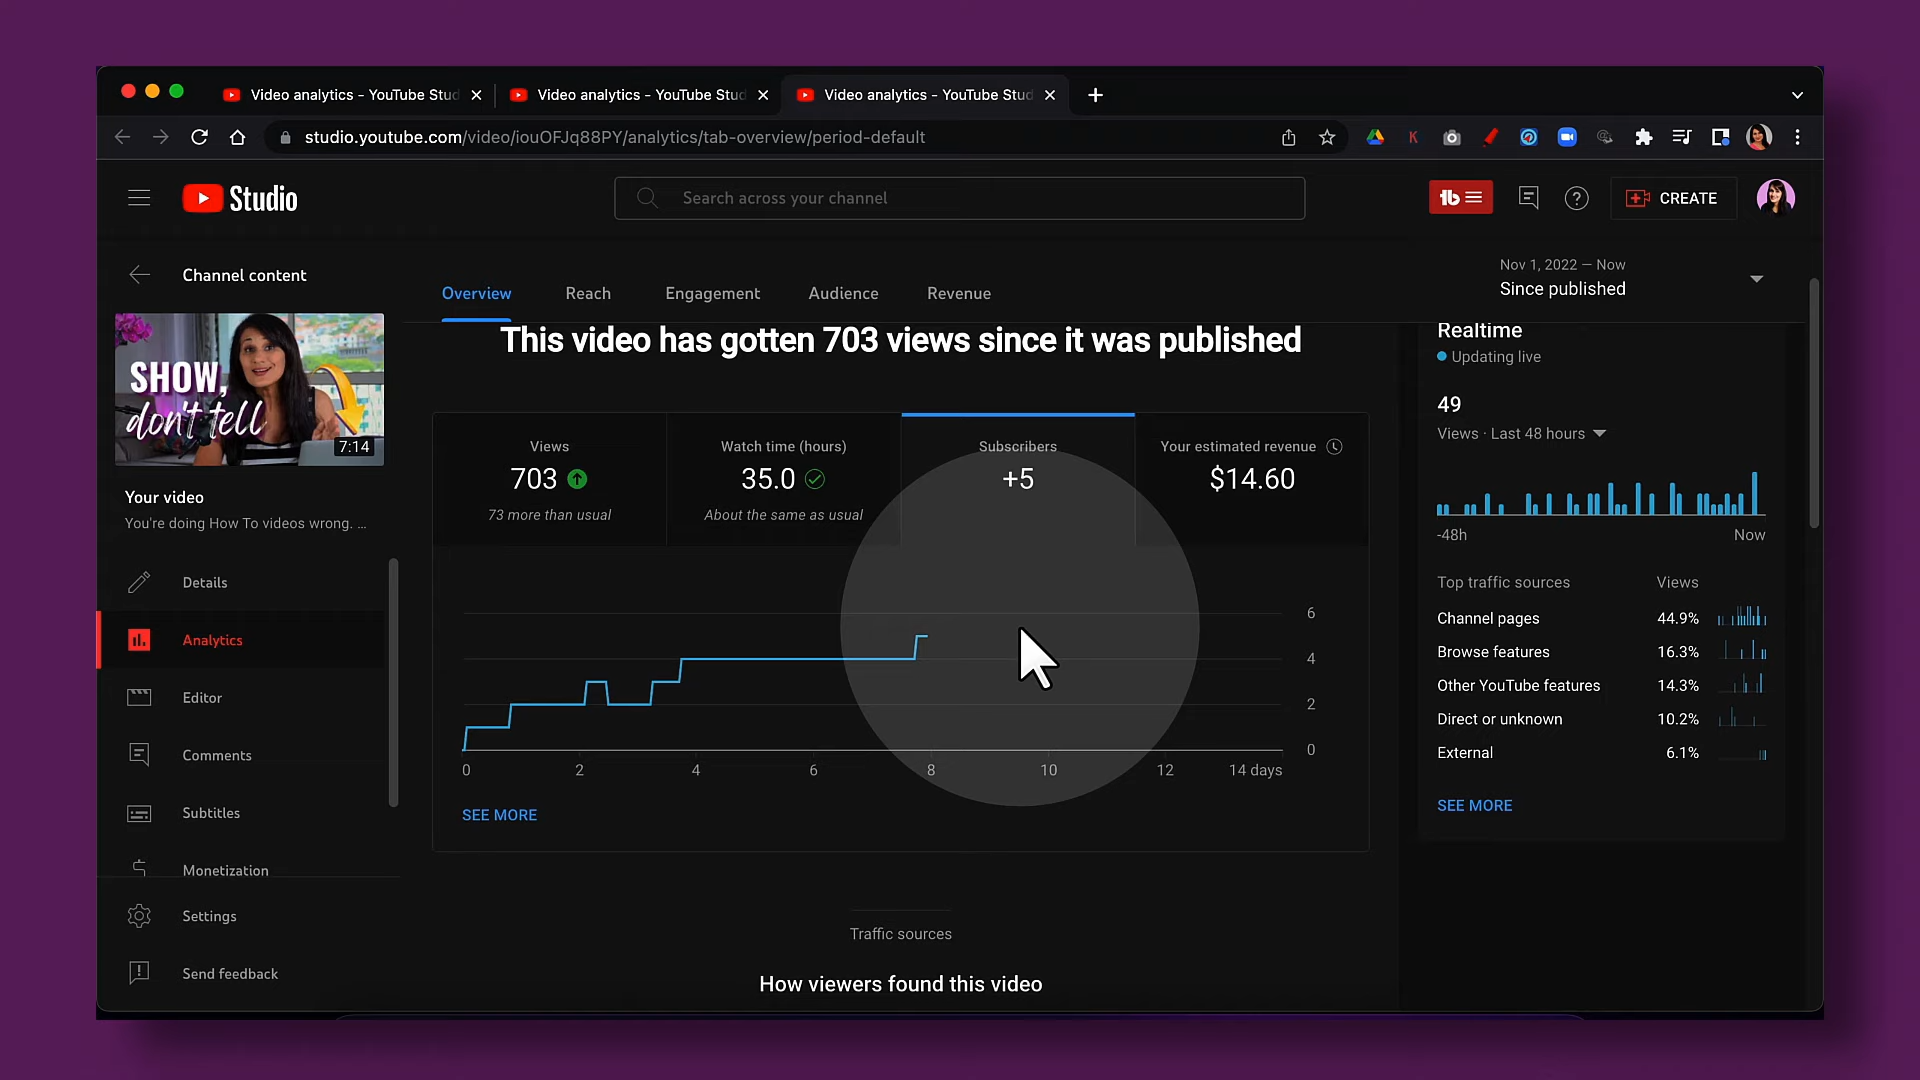 Video analytics - YouTube Stud
Video analytics - YouTube Stud
Video analytics - YouTube Stud
studio.youtube.com/video/iouOFJq88PY/analytics/tab-overview/period-default
K
Studio
Search across your channel
tb
CREATE
Channel content
Overview
Reach
Engagement
Audience
Revenue
Nov 1, 2022 – Now
Since published
SHOW,
don't tell
7:14
Your video
You're doing How To videos wrong. ...
Details
Analytics
Editor
Comments
Subtitles
Monetization
Settings
Send feedback
This video has gotten 703 views since it was published
Views
703
73 more than usual
Watch time (hours)
35.0
About the same as usual
Subscribers
+5
Your estimated revenue
$14.60
6
4
2
0
0 2 4 6 8 10 12 14 days
SEE MORE
Traffic sources
How viewers found this video
Realtime
Updating live
49
Views · Last 48 hours
-48h Now
Top traffic sources Views
Channel pages 44.9%
Browse features 16.3%
Other YouTube features 14.3%
Direct or unknown 10.2%
External 6.1%
SEE MORE